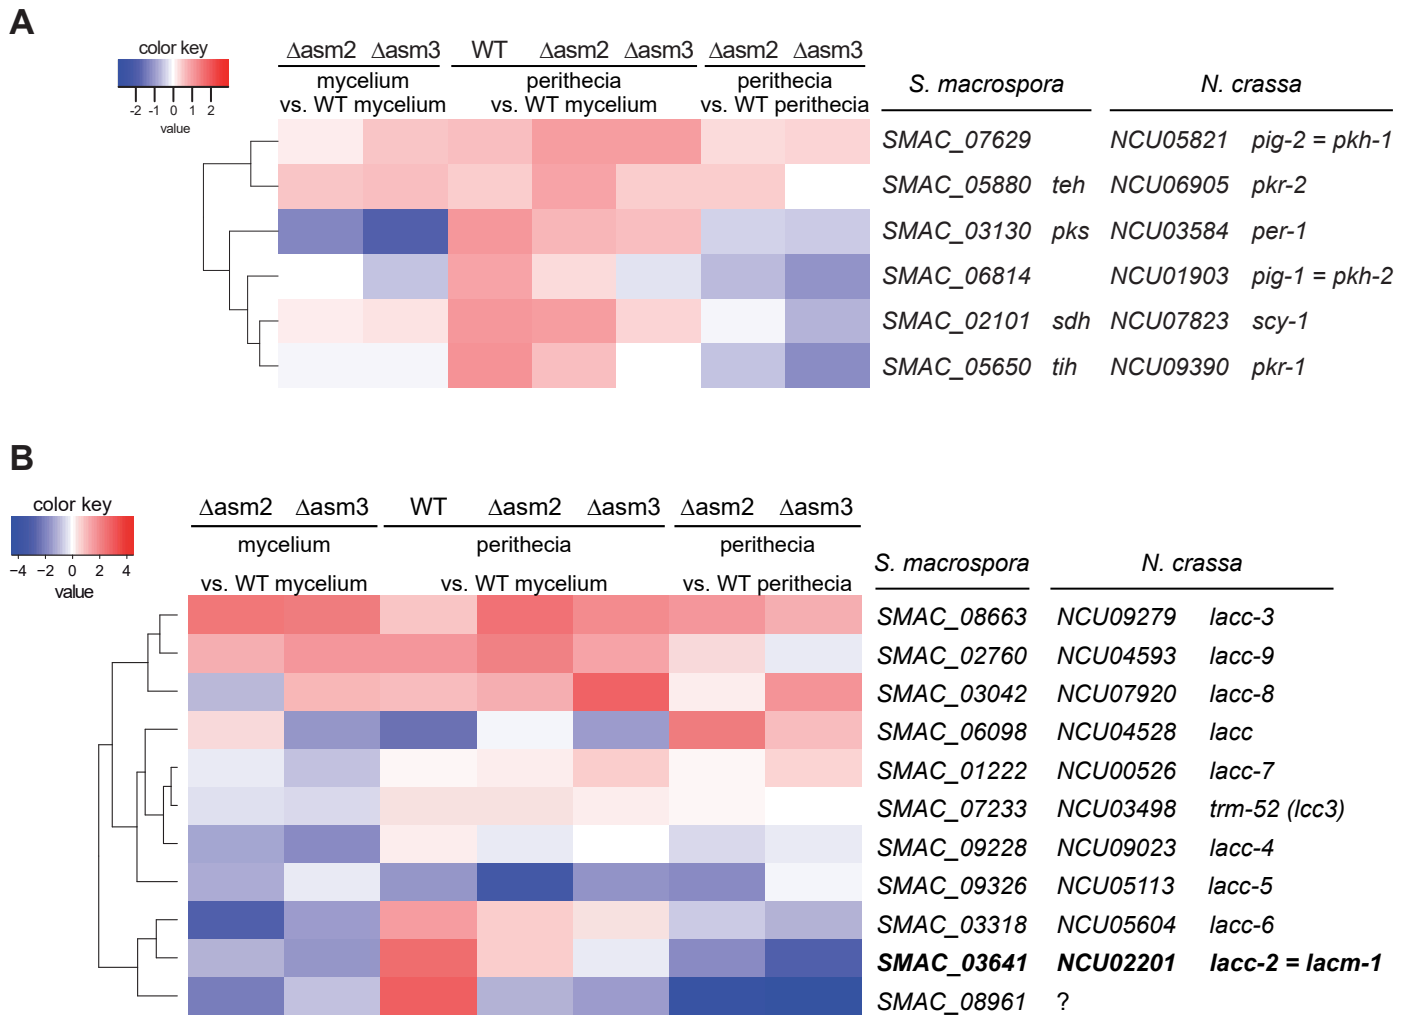 A
color key
-2 -1 0 1 2
value
Δasm2 Δasm3 WT Δasm2 Δasm3 Δasm2 Δasm3
mycelium perithecia perithecia
vs. WT mycelium vs. WT mycelium vs. WT perithecia
S. macrospora N. crassa
SMAC_07629 NCU05821 pig-2 = pkh-1
SMAC_05880 teh NCU06905 pkr-2
SMAC_03130 pks NCU03584 per-1
SMAC_06814 NCU01903 pig-1 = pkh-2
SMAC_02101 sdh NCU07823 scy-1
SMAC_05650 tih NCU09390 pkr-1
B
color key
−4 −2 0 2 4
value
Δasm2 Δasm3 WT Δasm2 Δasm3 Δasm2 Δasm3
mycelium perithecia perithecia
vs. WT mycelium vs. WT mycelium vs. WT perithecia
S. macrospora N. crassa
SMAC_08663 NCU09279 lacc-3
SMAC_02760 NCU04593 lacc-9
SMAC_03042 NCU07920 lacc-8
SMAC_06098 NCU04528 lacc
SMAC_01222 NCU00526 lacc-7
SMAC_07233 NCU03498 trm-52 (lcc3)
SMAC_09228 NCU09023 lacc-4
SMAC_09326 NCU05113 lacc-5
SMAC_03318 NCU05604 lacc-6
SMAC_03641 NCU02201 lacc-2 = lacm-1
SMAC_08961 ?